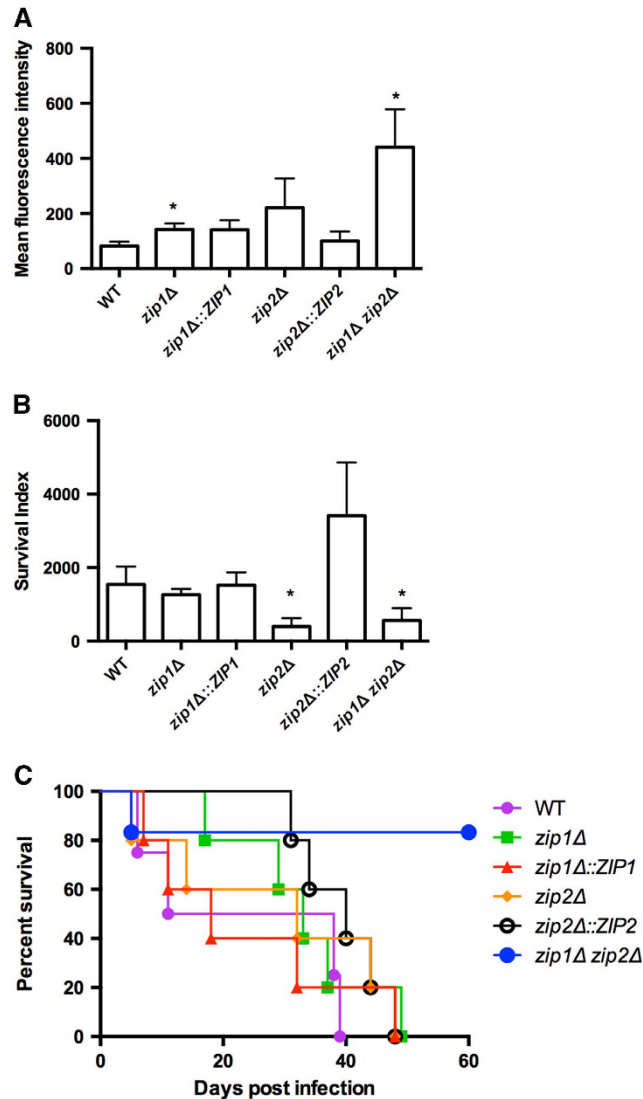 A
Mean fluorescence intensity
800
600
400
200
0
*
*
WT
zip1Δ
zip1Δ::ZIP1
zip2Δ
zip2Δ::ZIP2
zip1Δ zip2Δ
B
Survival Index
6000
4000
2000
0
*
*
WT
zip1Δ
zip1Δ::ZIP1
zip2Δ
zip2Δ::ZIP2
zip1Δ zip2Δ
C
Percent survival
100
80
60
40
20
0
0 20 40 60
Days post infection
WT
zip1Δ
zip1Δ::ZIP1
zip2Δ
zip2Δ::ZIP2
zip1Δ zip2Δ